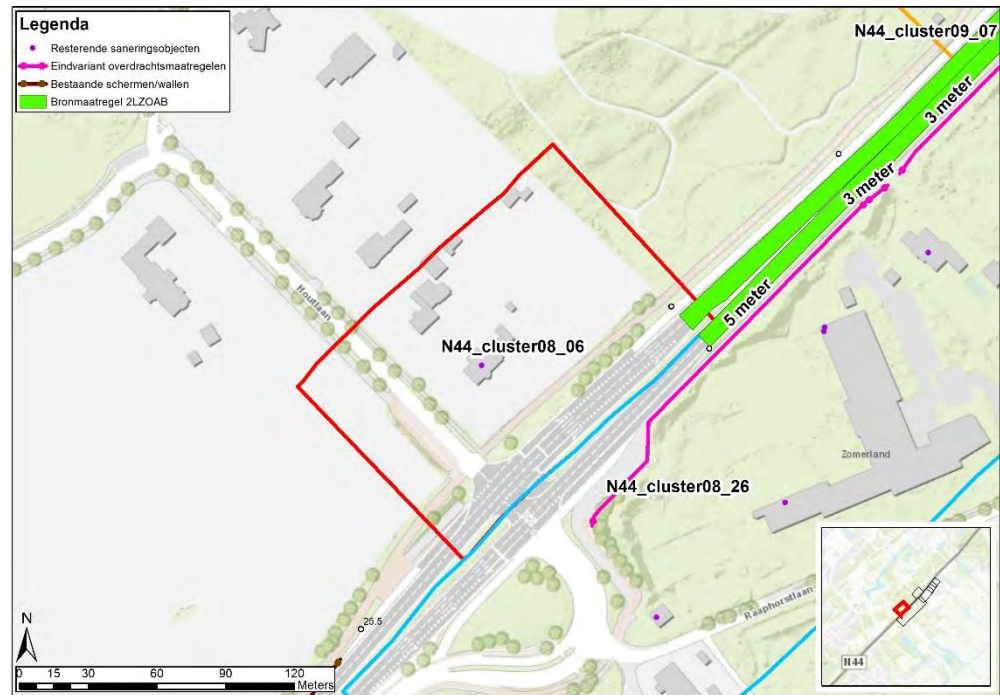 Legenda
Resterende saneringsobjecten
Eindvariant overdrachtsmaatregelen
Bestaande schermen/wallen
Bronmaatregel 2LZOAB
N44_cluster09_07
3 meter
3 meter
5 meter
Houtlaan
N44_cluster08_06
Zomerland
N44_cluster08_26
Raaphorstlaan
25.5
N
0 15 30 60 90 120
Meters
N44